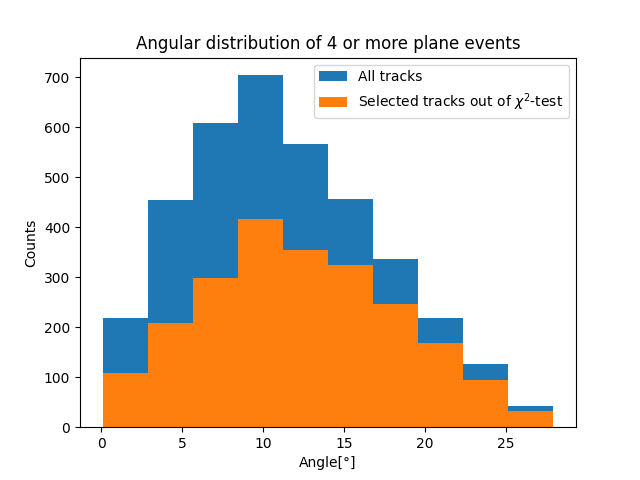 Angular distribution of 4 or more plane events
All tracks
Selected tracks out of χ²-test
Counts
700
600
500
400
300
200
100
0
0 5 10 15 20 25
Angle[°]